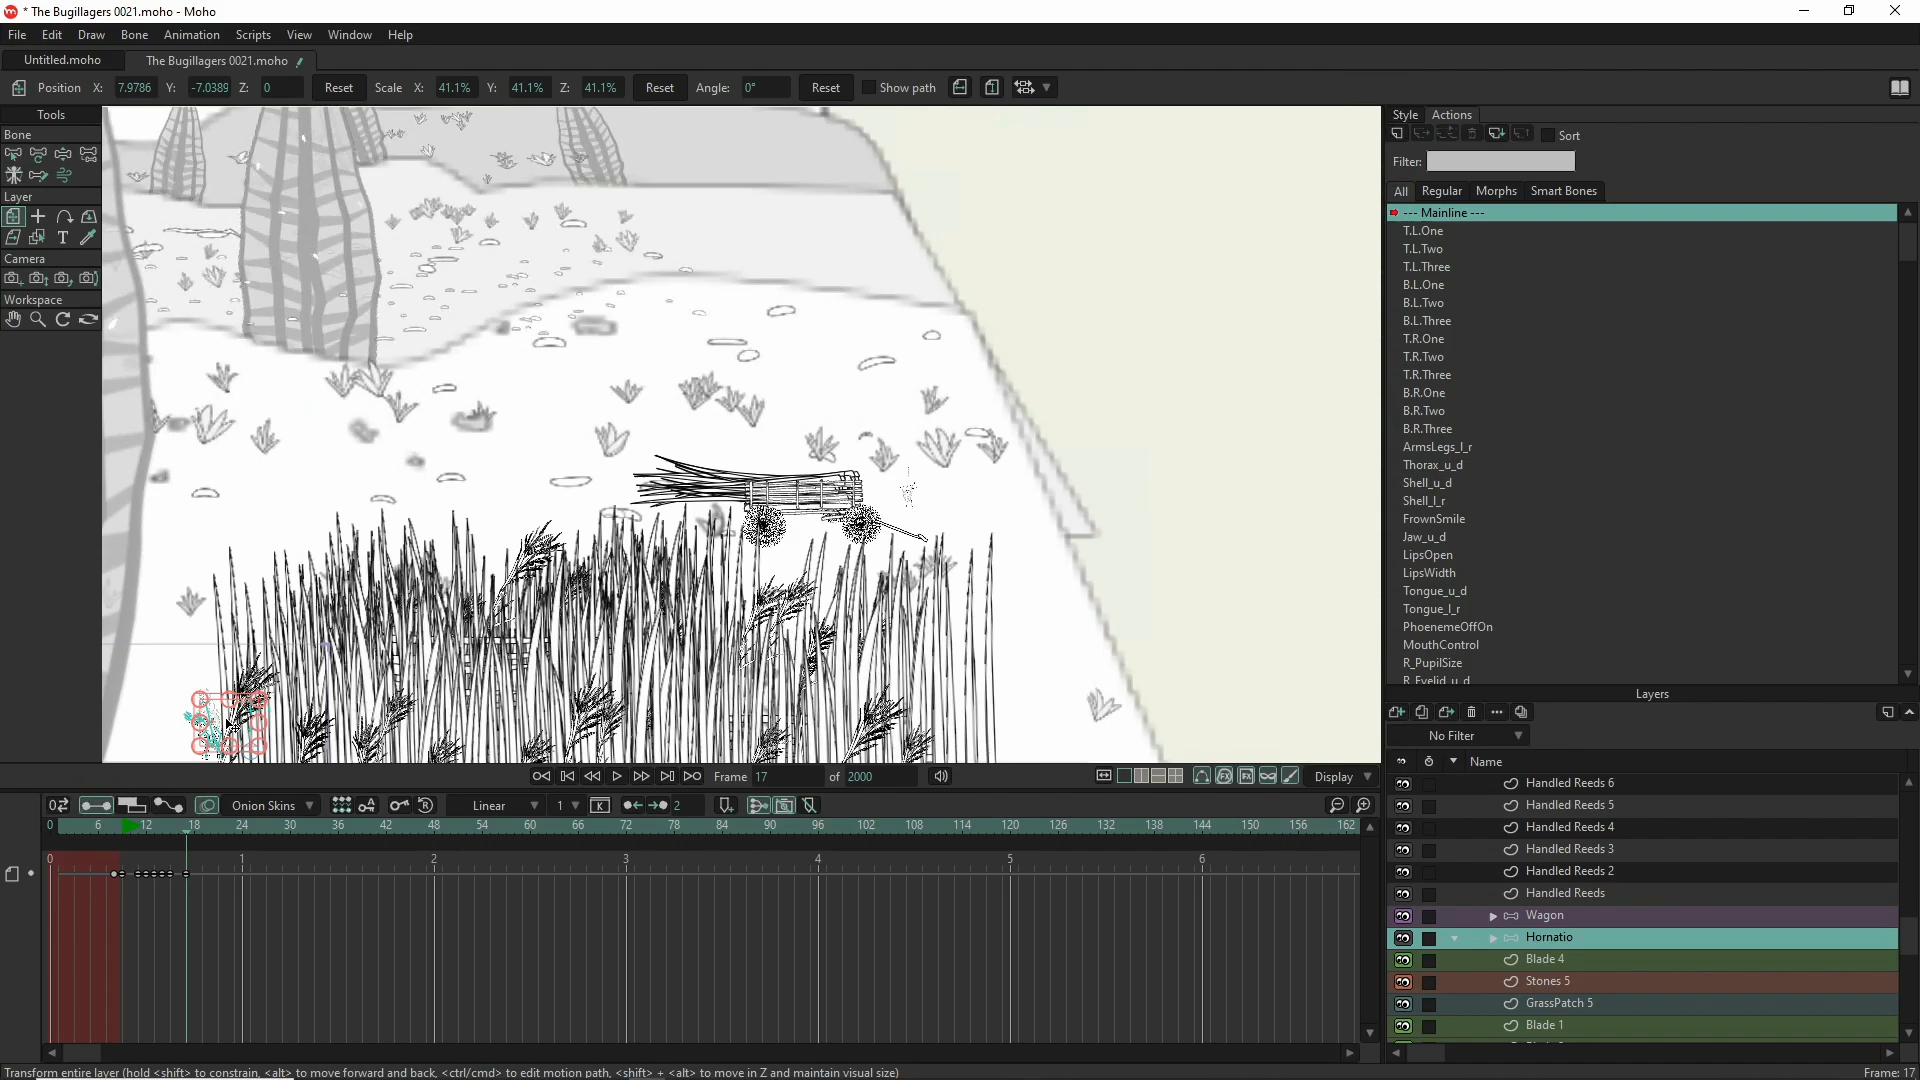 * The Bugillagers 0021.moho - Moho
File Edit Draw Bone Animation Scripts View Window Help
Untitled.moho The Bugillagers 0021.moho
Position X: 7.9786 Y: -7.0389 Z: 0 Reset Scale X: 41.1% Y: 41.1% Z: 41.1% Reset Angle: 0° Reset Show path
Tools
Bone
Layer
Camera
Workspace
Style Actions
Sort
Filter:
All Regular Morphs Smart Bones
--- Mainline ---
T.L.One
T.L.Two
T.L.Three
B.L.One
B.L.Two
B.L.Three
T.R.One
T.R.Two
T.R.Three
B.R.One
B.R.Two
B.R.Three
ArmsLegs_l_r
Thorax_u_d
Shell_u_d
Shell_l_r
FrownSmile
Jaw_u_d
LipsOpen
LipsWidth
Tongue_u_d
Tongue_l_r
PhoenemeOffOn
MouthControl
R_PupilSize
R_Eyelid_u_d
Layers
No Filter
Name
Handled Reeds 6
Handled Reeds 5
Handled Reeds 4
Handled Reeds 3
Handled Reeds 2
Handled Reeds
Wagon
Hornatio
Blade 4
Stones 5
GrassPatch 5
Blade 1
Frame 17 of 2000 Display
Onion Skins Linear 1 2
0 6 12 18 24 30 36 42 48 54 60 66 72 78 84 90 96 102 108 114 120 126 132 138 144 150 156 162
0 1 2 3 4 5 6
Transform entire layer (hold <shift> to constrain, <alt> to move forward and back, <ctrl/cmd> to edit motion path, <shift> + <alt> to move in Z and maintain visual size)
Frame: 17